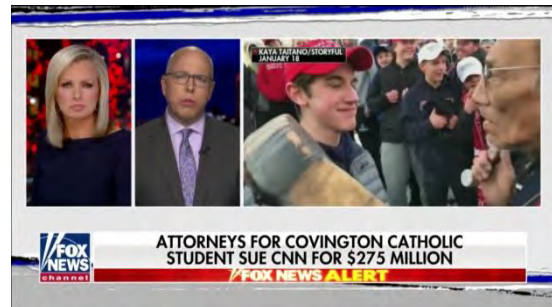 KAYA TAITANO/STORYFUL
JANUARY 18
FOX
NEWS
channel
ATTORNEYS FOR COVINGTON CATHOLIC
STUDENT SUE CNN FOR $275 MILLION
FOX NEWS ALERT